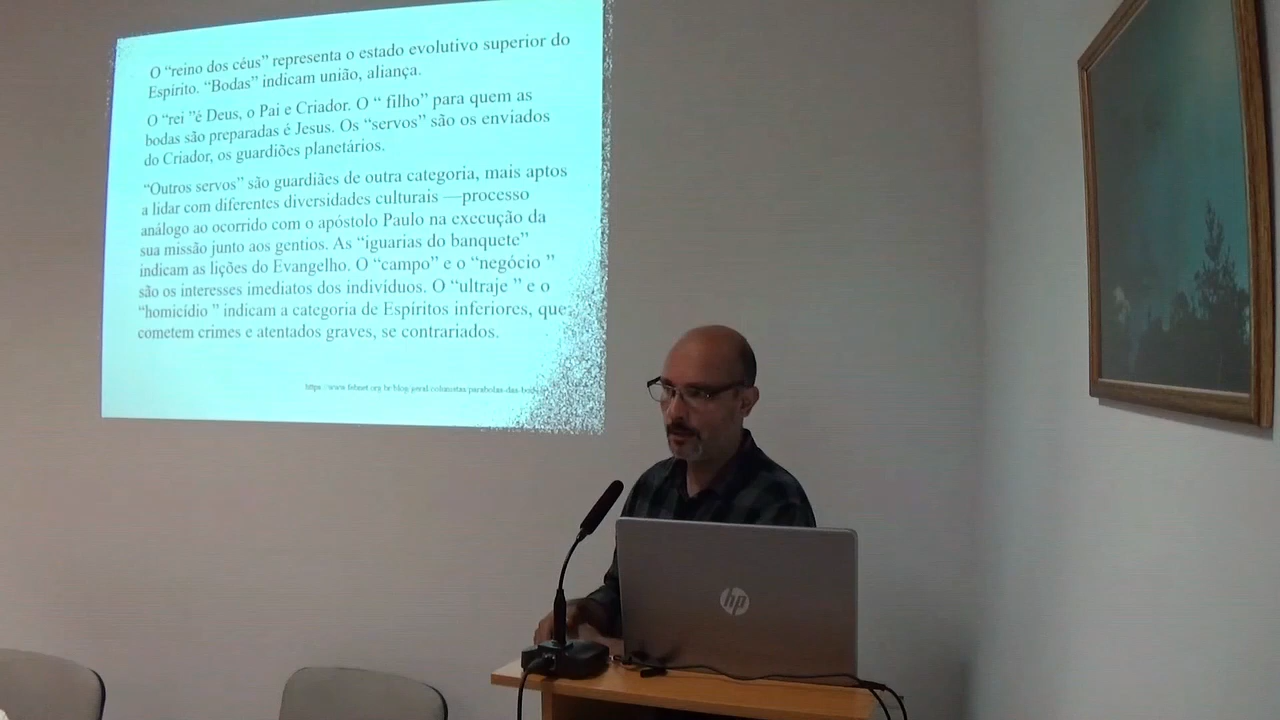 O “reino dos céus” representa o estado evolutivo superior do
Espirito. “Bodas” indicam união, aliança.
O “rei ”é Deus, o Pai e Criador. O “ filho” para quem as
bodas são preparadas é Jesus. Os “servos” são os enviados
do Criador, os guardiões planetários.
“Outros servos” são guardiães de outra categoria, mais aptos
a lidar com diferentes diversidades culturais —processo
análogo ao ocorrido com o apóstolo Paulo na execução da
sua missão junto aos gentios. As “iguarias do banquete”
indicam as lições do Evangelho. O “campo” e o “negócio ”
são os interesses imediatos dos indivíduos. O “ultraje ” e o
“homicídio ” indicam a categoria de Espíritos inferiores, que
cometem crimes e atentados graves, se contrariados.
hp